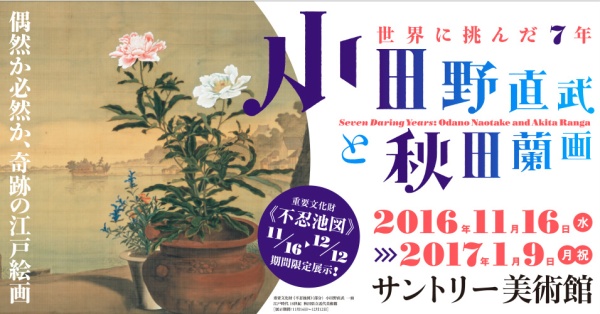 偶然か必然か、奇跡の江戸絵画
世界に挑んだ7年
小田野直武
Seven Daring Years: Odano Naotake and Akita Ranga
と秋田蘭画
重要文化財
《不忍池図》
11/16▶12/12
期間限定展示!
2016年11月16日㊌
>>>2017年1月9日(月・祝)
サントリー美術館